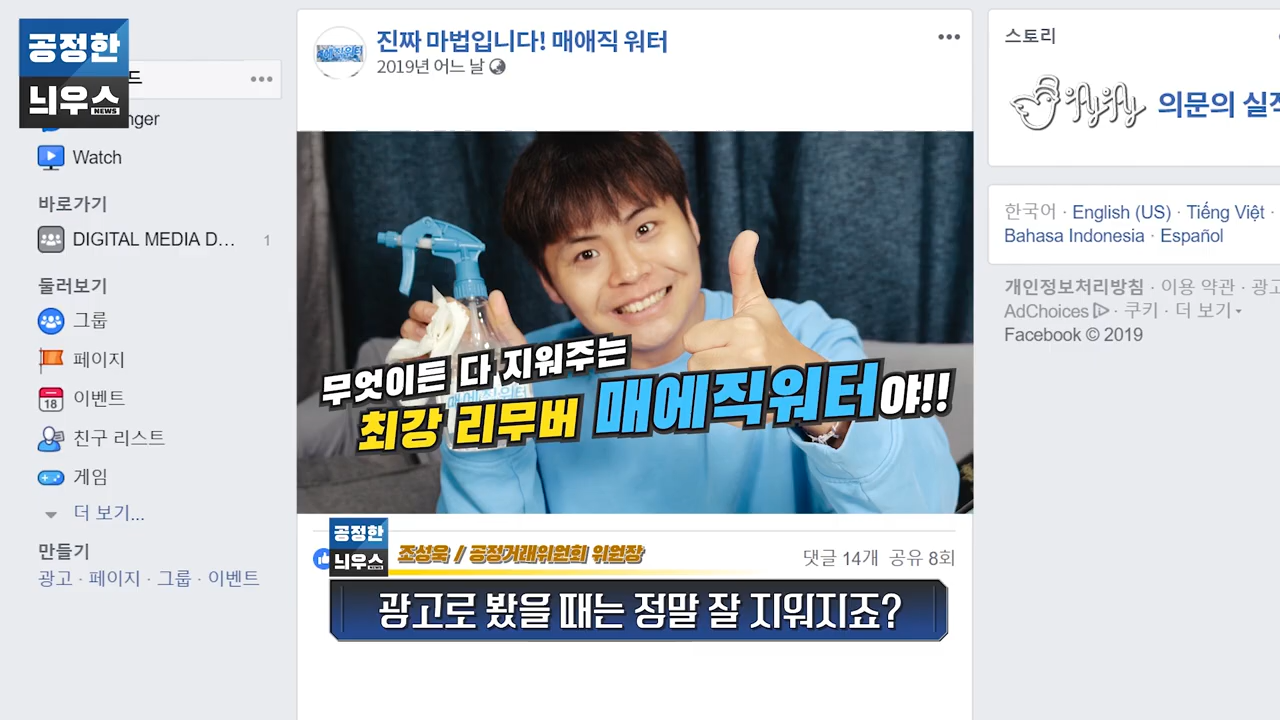 공정한
늬우스
NEWS
드
nger
Watch
바로가기
DIGITAL MEDIA D...
1
둘러보기
그룹
페이지
18
이벤트
친구 리스트
게임
더 보기...
만들기
광고 · 페이지 · 그룹 · 이벤트
진짜 마법입니다! 매애직 워터
2019년 어느 날
무엇이든 다 지워주는
최강 리무버 매에직워터야!!
댓글 14개 공유 8회
공정한
늬우스
NEWS
조성욱 / 공정거래위원회 위원장
광고로 봤을 때는 정말 잘 지워지죠?
스토리
의문의 실
한국어 · English (US) · Tiếng Việt ·
Bahasa Indonesia · Español
개인정보처리방침 · 이용 약관 · 광고
AdChoices · 쿠키 · 더 보기
Facebook © 2019